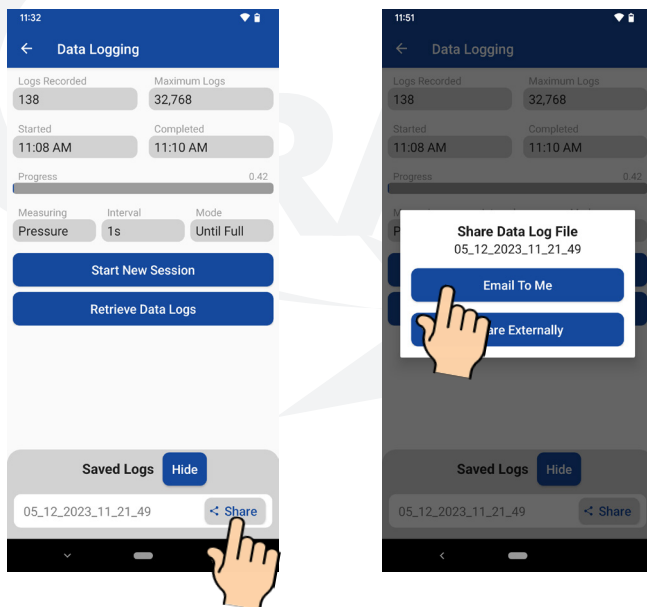 11:32
Data Logging
Logs Recorded Maximum Logs
138 32,768
Started Completed
11:08 AM 11:10 AM
Progress 0.42
Measuring Interval Mode
Pressure 1s Until Full
Start New Session
Retrieve Data Logs
Saved Logs Hide
05_12_2023_11_21_49 Share
11:51
Data Logging
Logs Recorded Maximum Logs
138 32,768
Started Completed
11:08 AM 11:10 AM
Progress 0.42
Share Data Log File
05_12_2023_11_21_49
Email To Me
Externally
Saved Logs Hide
05_12_2023_11_21_49 Share